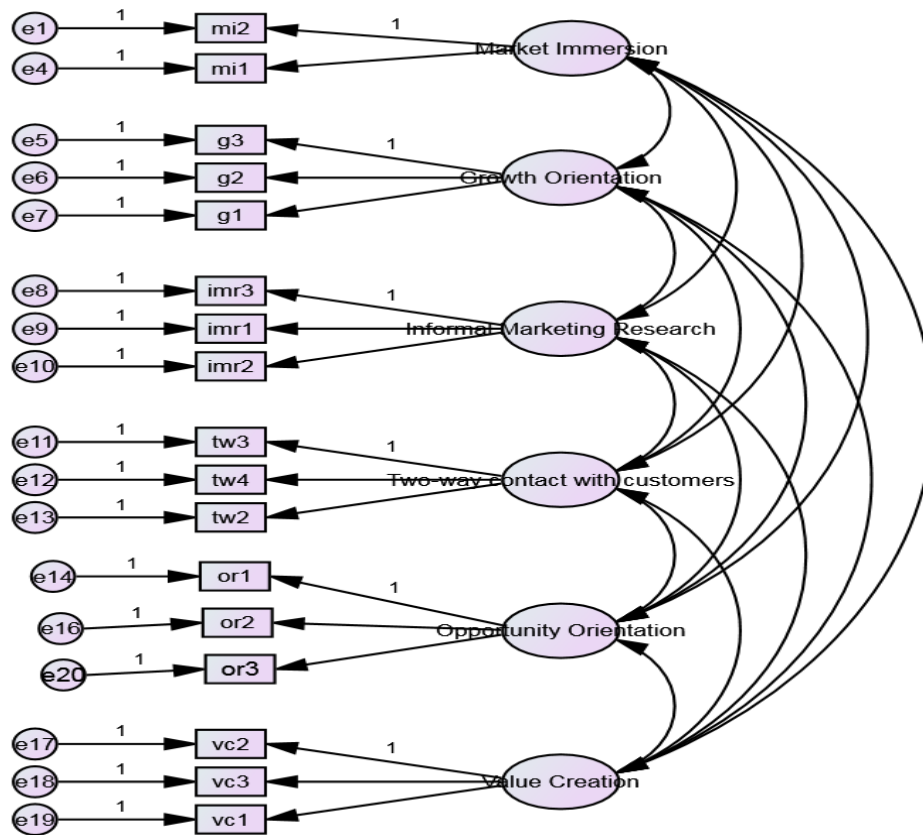 e1 1 mi2 1 Market Immersion
e4 1 mi1
e5 1 g3 1 Growth Orientation
e6 1 g2
e7 1 g1
e8 1 imr3 1
e9 1 imr1 Informal Marketing Research
e10 1 imr2
e11 1 tw3 1
e12 1 tw4 Two-way contact with customers
e13 1 tw2
e14 1 or1 1
e16 1 or2 Opportunity Orientation
e20 1 or3
e17 1 vc2 1
e18 1 vc3 Value Creation
e19 1 vc1